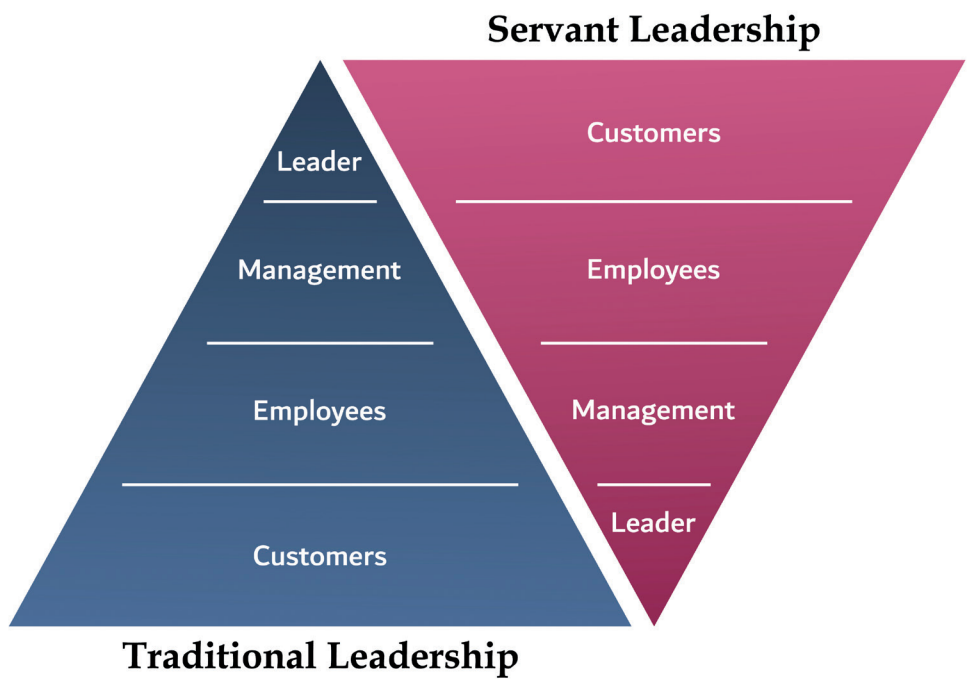 Servant Leadership
Customers
Employees
Management
Leader
Leader
Management
Employees
Customers
Traditional Leadership